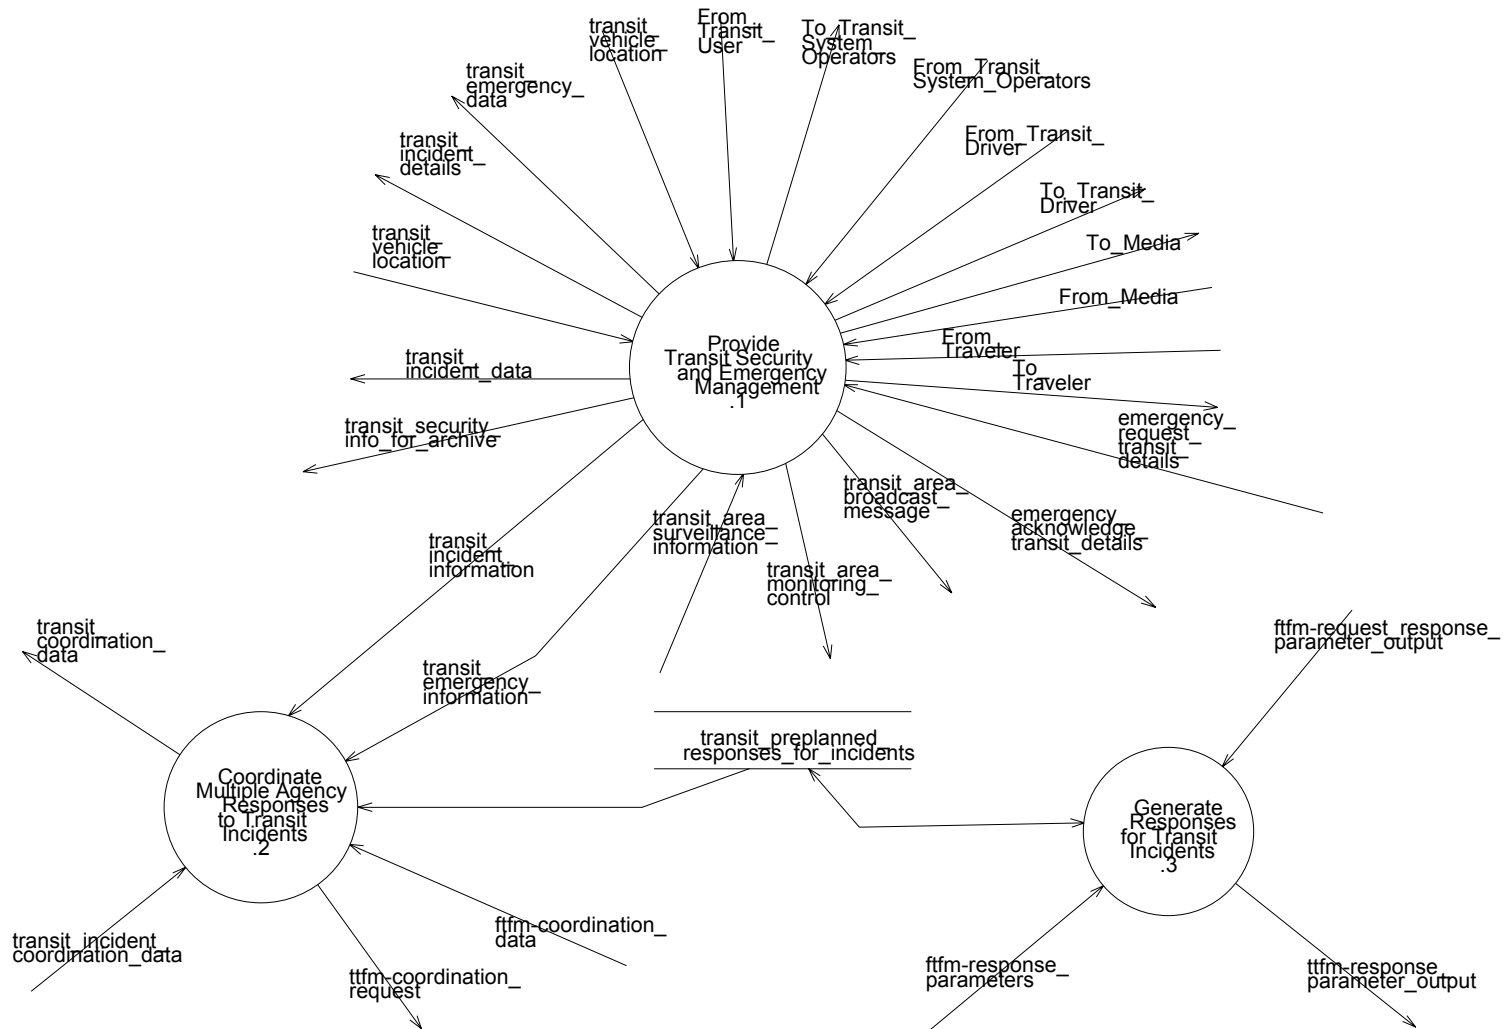 transit_
vehicle_
location
From_
Transit_
User
To_Transit_
System_
Operators
From_Transit_
System_Operators
transit_
emergency_
data
From_Transit_
Driver
transit_
incident_
details
To_Transit_
Driver
transit_
vehicle_
location
To_Media
From_Media
From_
Traveler
To_
Traveler
Provide
Transit Security
and Emergency
Management
.1
transit_
incident_data
transit_security_
info_for_archive
emergency_
request_
transit_
details
transit_area_
broadcast_
message
emergency_
acknowledge_
transit_details
transit_area_
surveillance_
information
transit_
incident_
information
transit_area_
monitoring_
control
transit_
coordination_
data
ftfm-request_response_
parameter_output
transit_
emergency_
information
transit_preplanned_
responses_for_incidents
Coordinate
Multiple Agency
Responses
to Transit
Incidents
.2
Generate
Responses
for Transit
Incidents
.3
transit_incident_
coordination_data
ftfm-coordination_
data
ttfm-coordination_
request
ftfm-response_
parameters
ttfm-response_
parameter_output